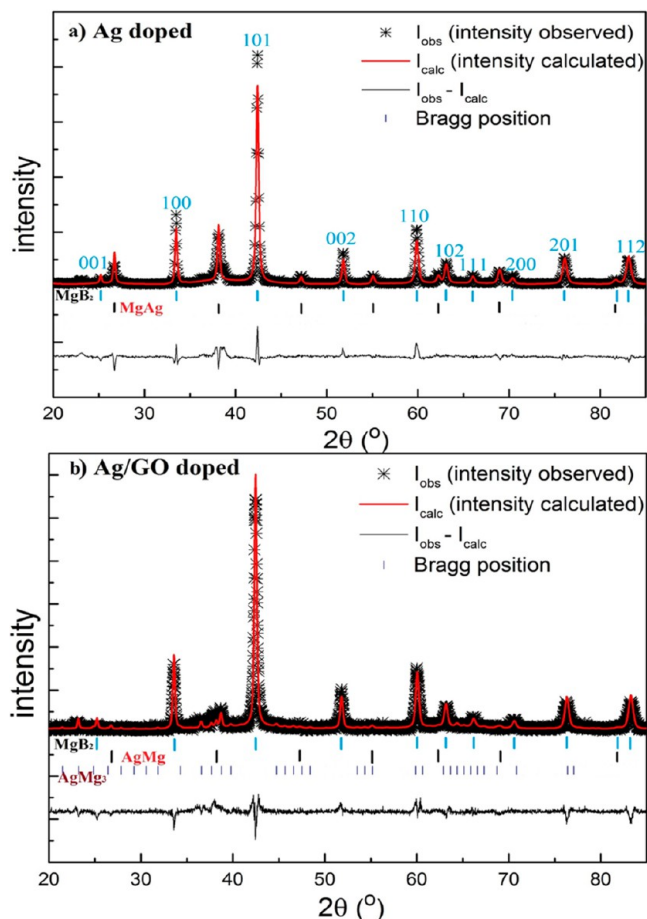 a) Ag doped
I_obs (intensity observed)
I_calc (intensity calculated)
I_obs - I_calc
Bragg position
intensity
001
100
101
002
110
102
111
200
201
112
MgB₂
MgAg
20 30 40 50 60 70 80
2θ (°)
b) Ag/GO doped
I_obs (intensity observed)
I_calc (intensity calculated)
I_obs - I_calc
Bragg position
intensity
MgB₂
AgMg
AgMg₃
20 30 40 50 60 70 80
2θ (°)